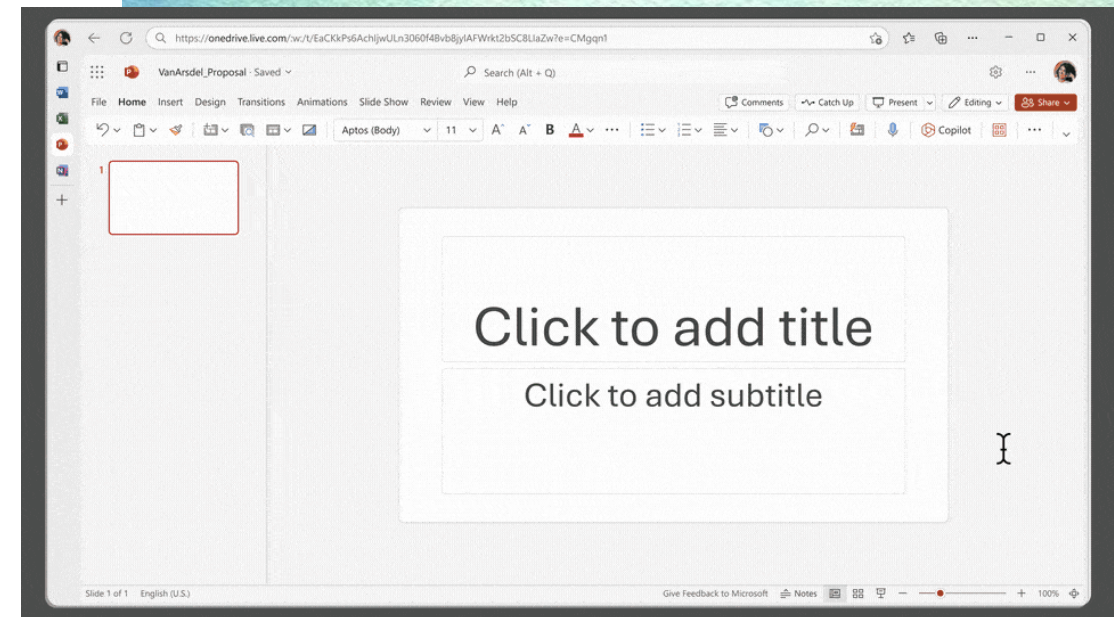 https://onedrive.live.com/:w:/t/EaCKkPs6AchljwULn3060f4Bvb8jylAFWrkt2bSC8LlaZw?e=CMgqn1
VanArsdel_Proposal · Saved
Search (Alt + Q)
File Home Insert Design Transitions Animations Slide Show Review View Help Comments Catch Up Present Editing Share
Aptos (Body) 11 A A B A Copilot
1
Click to add title
Click to add subtitle
Slide 1 of 1 English (U.S.) Give Feedback to Microsoft Notes 100%